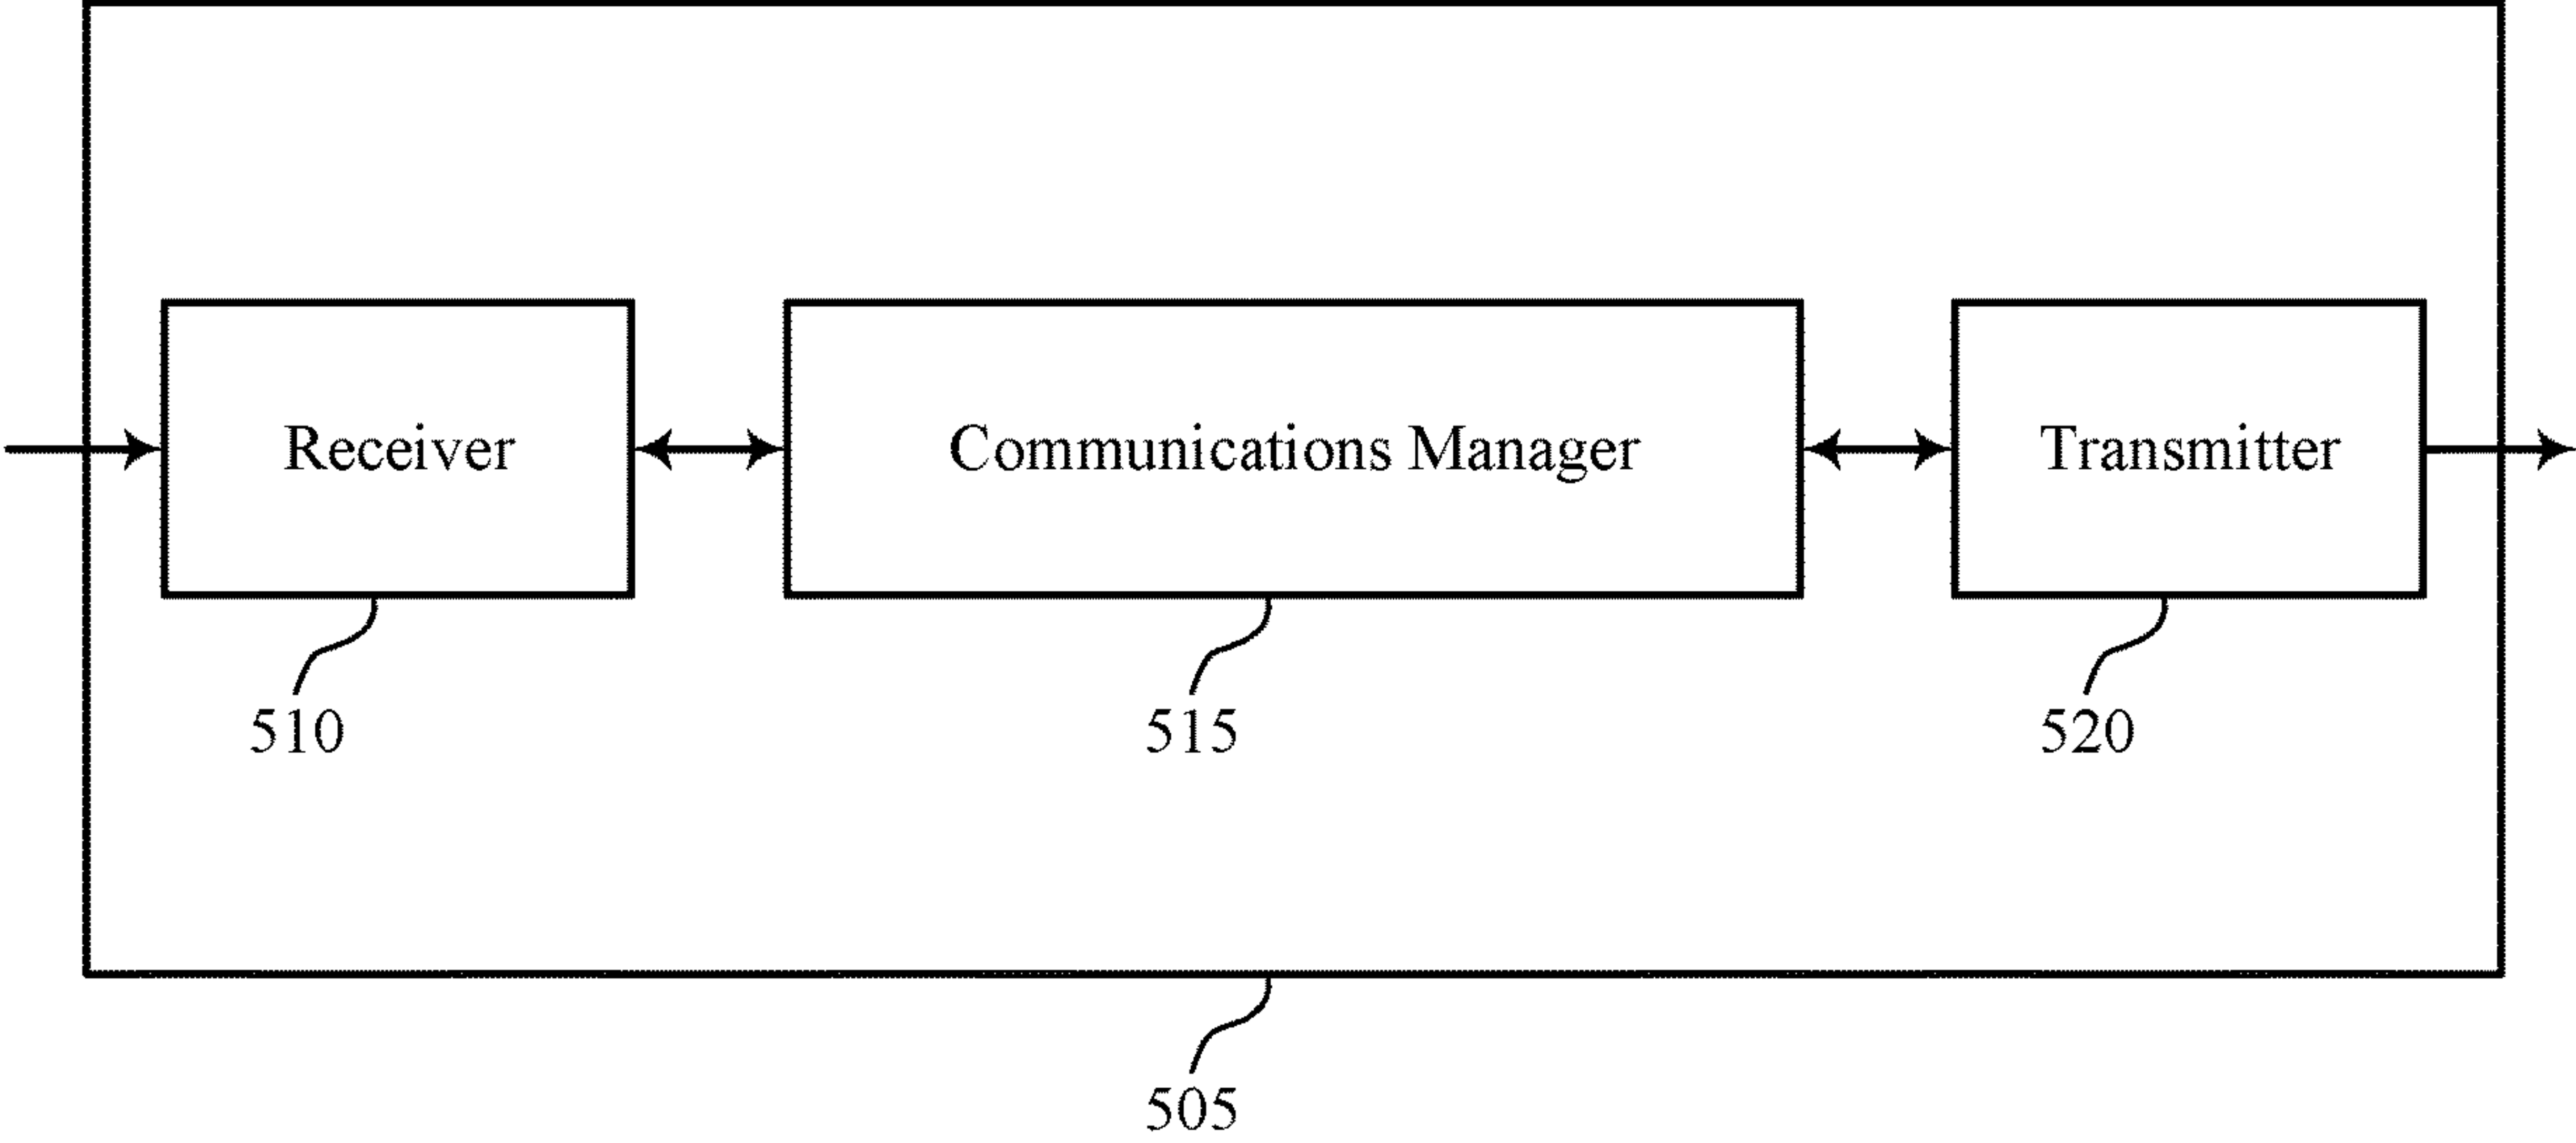 Receiver
Communications Manager
Transmitter
510
515
520
505